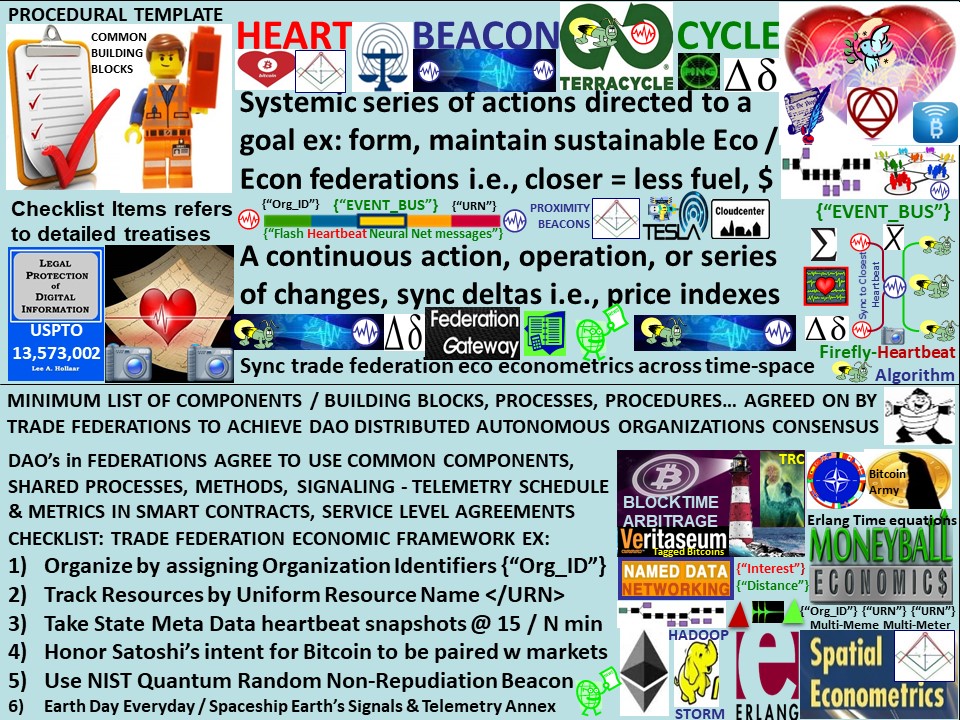 PROCEDURAL TEMPLATE
COMMON
BUILDING
BLOCKS
HEART BEACON CYCLE
bitcoin
TERRACYCLE
PING
Δδ
Systemic series of actions directed to a
goal ex: form, maintain sustainable Eco /
Econ federations i.e., closer = less fuel, $
Checklist Items refers
to detailed treatises
{“Org_ID”} {“EVENT_BUS”} {“URN”}
{“Flash Heartbeat Neural Net messages”}
PROXIMITY
BEACONS
TESLA
Cloudcenter
{“EVENT_BUS”}
A continuous action, operation, or series
of changes, sync deltas i.e., price indexes
LEGAL
PROTECTION
of
DIGITAL
INFORMATION
USPTO
13,573,002
Lee A. Hollaar
Δδ
Federation
Gateway
Sync trade federation eco econometrics across time-space
Σ
X
Sync to Closest
Heartbeat
Δδ
Firefly-Heartbeat
Algorithm
MINIMUM LIST OF COMPONENTS / BUILDING BLOCKS, PROCESSES, PROCEDURES… AGREED ON BY
TRADE FEDERATIONS TO ACHIEVE DAO DISTRIBUTED AUTONOMOUS ORGANIZATIONS CONSENSUS
DAO’s in FEDERATIONS AGREE TO USE COMMON COMPONENTS,
SHARED PROCESSES, METHODS, SIGNALING - TELEMETRY SCHEDULE
& METRICS IN SMART CONTRACTS, SERVICE LEVEL AGREEMENTS
CHECKLIST: TRADE FEDERATION ECONOMIC FRAMEWORK EX:
1) Organize by assigning Organization Identifiers {“Org_ID”}
2) Track Resources by Uniform Resource Name </URN>
3) Take State Meta Data heartbeat snapshots @ 15 / N min
4) Honor Satoshi’s intent for Bitcoin to be paired w markets
5) Use NIST Quantum Random Non-Repudiation Beacon
6) Earth Day Everyday / Spaceship Earth’s Signals & Telemetry Annex
BLOCKTIME
ARBITRAGE
TRC
Veritaseum
Tagged Bitcoins
Bitcoin
Army
Erlang Time equations
MONEYBALL
ECONOMIC$
NAMED DATA
NETWORKING
{“Interest”}
{“Distance”}
{“Org_ID”} {“URN”} {“URN”}
Multi-Meme Multi-Meter
HADOOP
STORM
e
ERLANG
Spatial
Econometrics